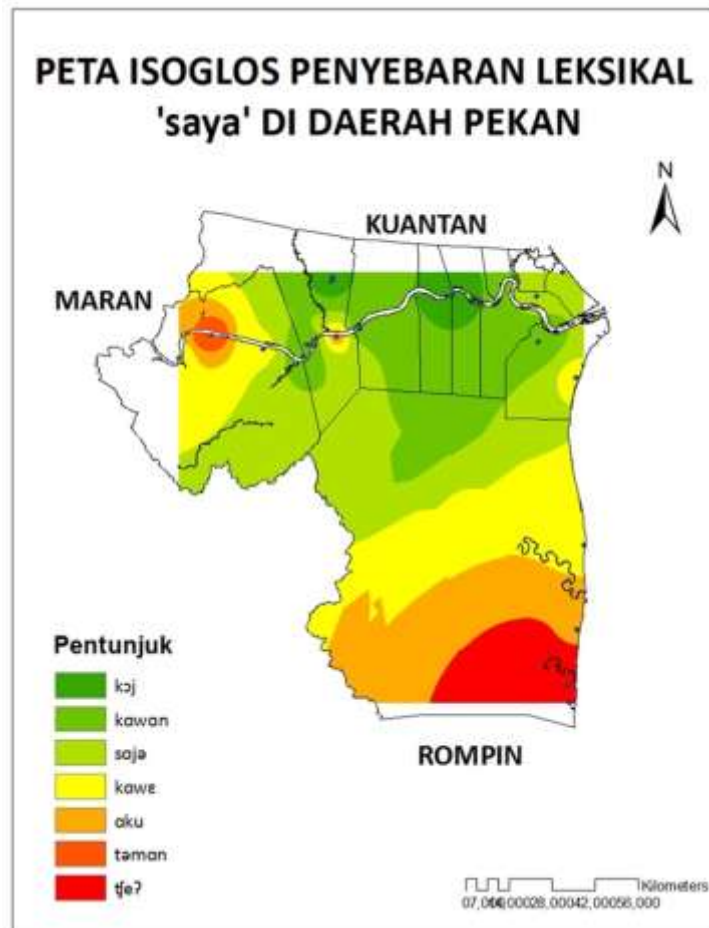 PETA ISOGLOS PENYEBARAN LEKSIKAL
'saya' DI DAERAH PEKAN
N
KUANTAN
MARAN
ROMPIN
Pentunjuk
kɔj
kawan
sajə
kawɛ
aku
təman
ʧeʔ
Kilometers